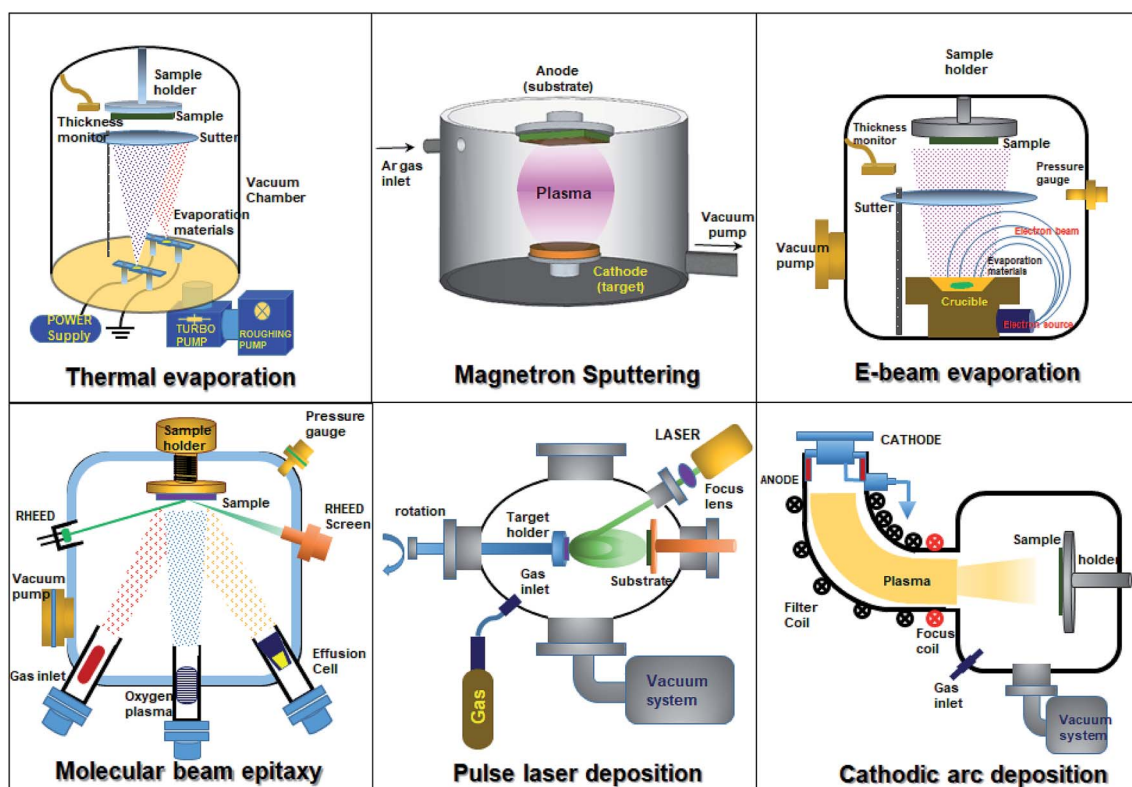 Sample
holder
Thickness
monitor
Sample
Sutter
Vacuum
Chamber
Evaporation
materials
POWER
Supply
TURBO
PUMP
ROUGHING
PUMP
Thermal evaporation
Anode
(substrate)
Ar gas
inlet
Plasma
Vacuum
pump
Cathode
(target)
Magnetron Sputtering
Sample
holder
Thickness
monitor
Sample
Pressure
gauge
Sutter
Vacuum
pump
Electron beam
Evaporation
materials
Crucible
Electron source
E-beam evaporation
Sample
holder
Pressure
gauge
Sample
RHEED
RHEED
Screen
Vacuum
pump
Gas inlet
Oxygen
plasma
Effusion
Cell
Molecular beam epitaxy
LASER
Focus
lens
rotation
Target
holder
Gas
inlet
Substrate
Gas
Vacuum
system
Pulse laser deposition
CATHODE
ANODE
Sample
holder
Plasma
Filter
Coil
Focus
coil
Gas
inlet
Vacuum
system
Cathodic arc deposition